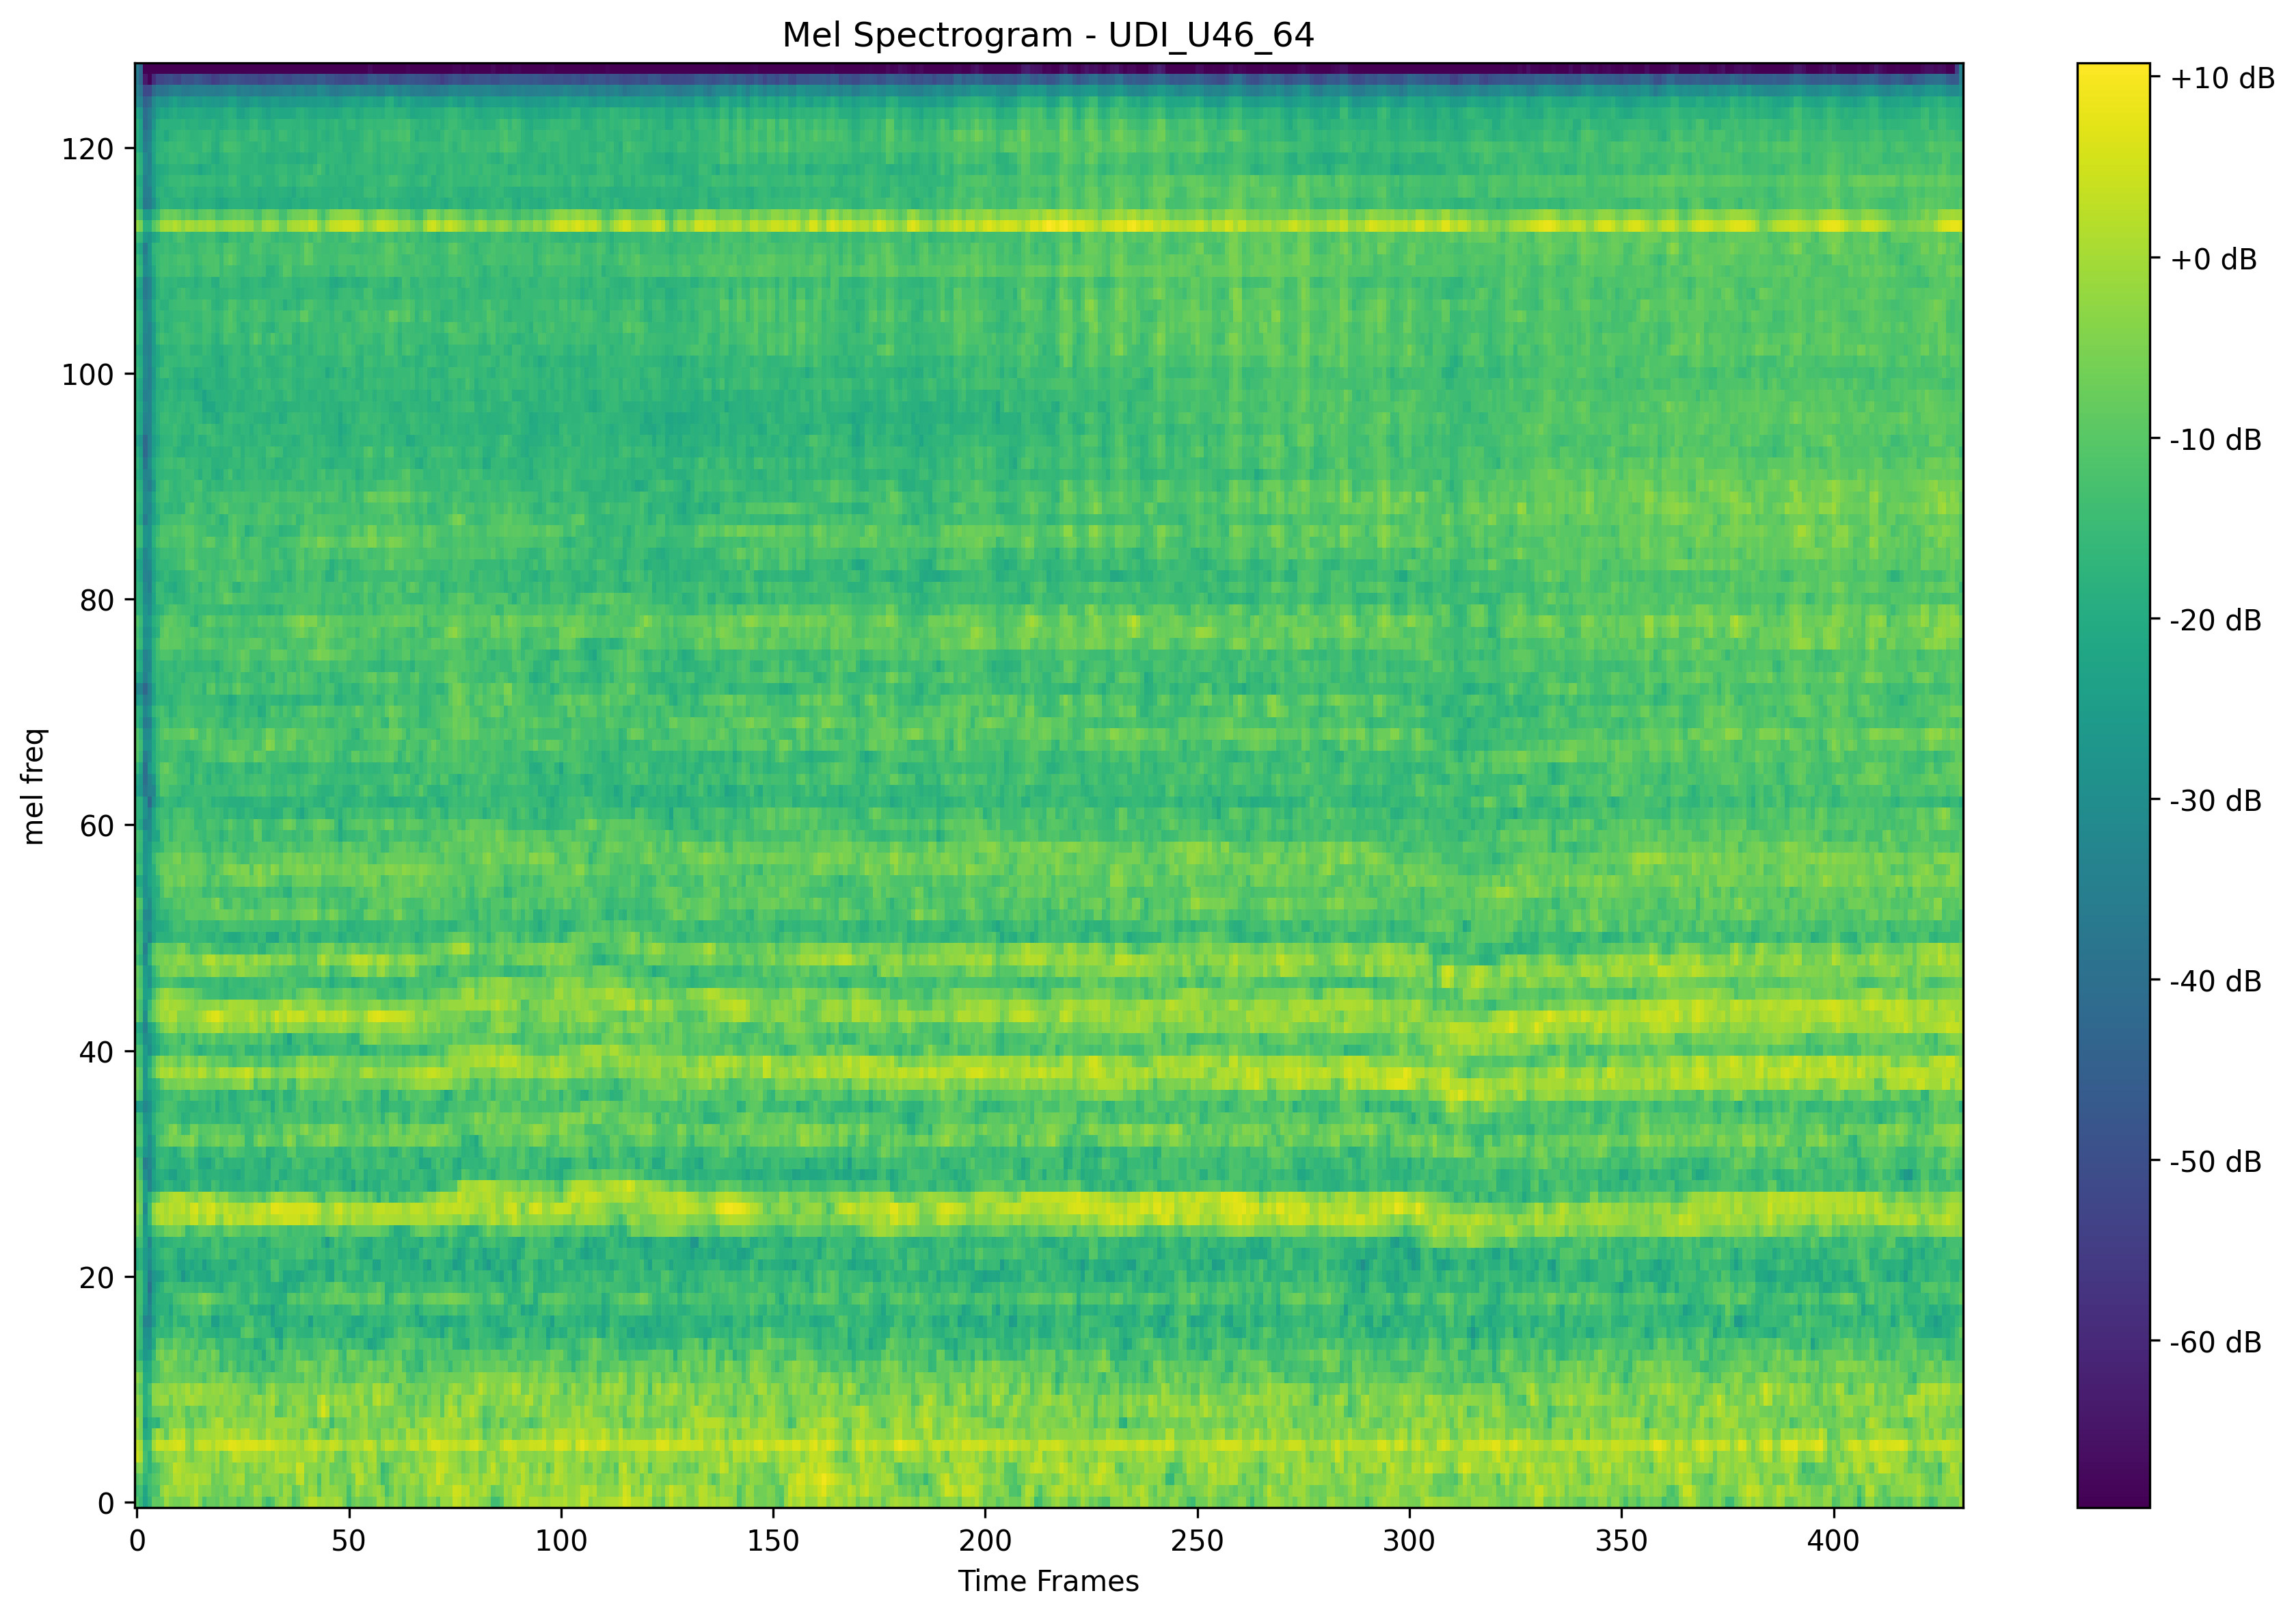 Mel Spectrogram - UDI_U46_64
mel freq
120
100
80
60
40
20
0
0 50 100 150 200 250 300 350 400
Time Frames
+10 dB
+0 dB
-10 dB
-20 dB
-30 dB
-40 dB
-50 dB
-60 dB